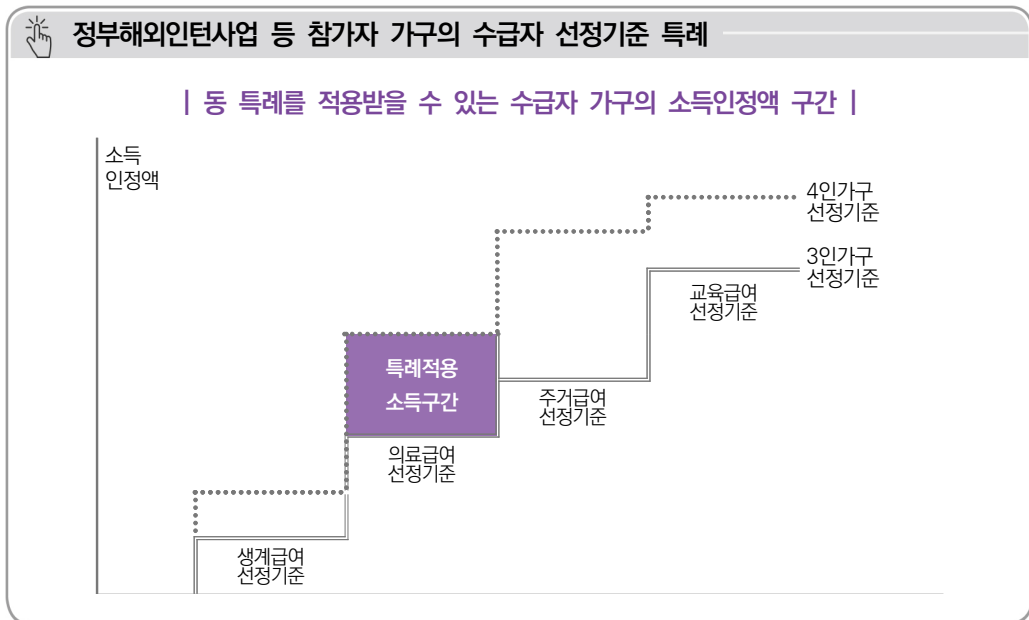 정부해외인턴사업 등 참가자 가구의 수급자 선정기준 특례
| 동 특례를 적용받을 수 있는 수급자 가구의 소득인정액 구간 |
소득
인정액
4인가구
선정기준
3인가구
선정기준
교육급여
선정기준
특례적용
소득구간
주거급여
선정기준
의료급여
선정기준
생계급여
선정기준